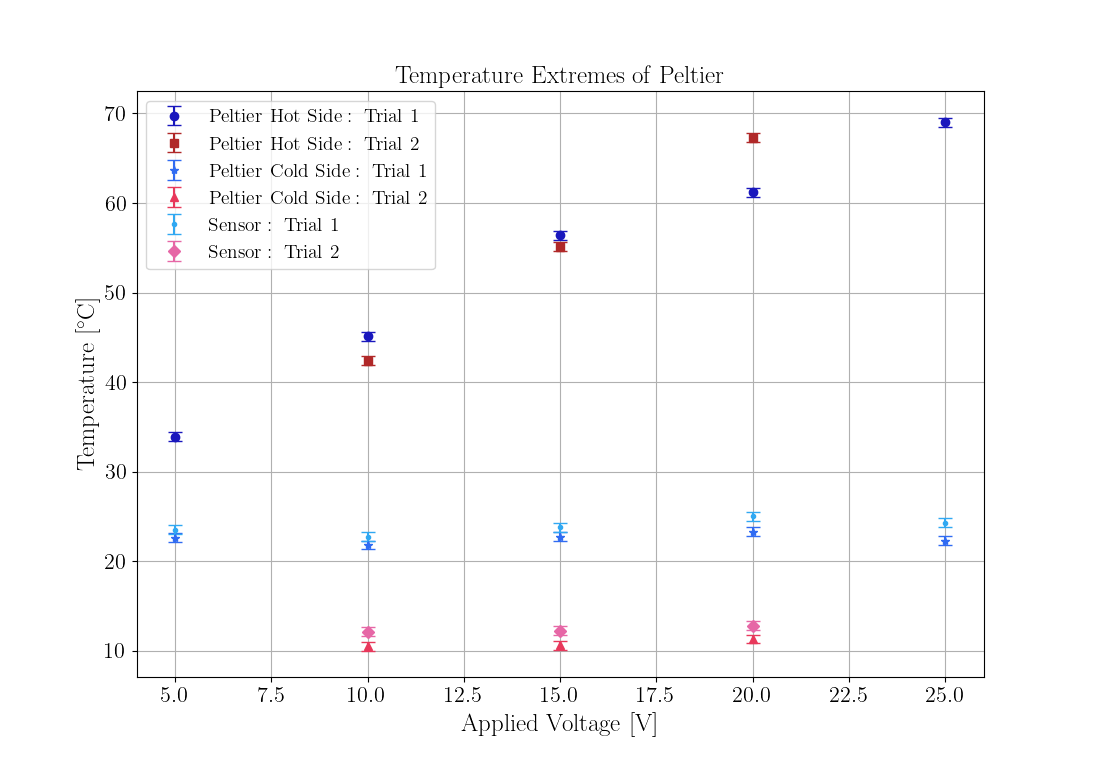 Temperature Extremes of Peltier
70
60
50
40
30
20
10
Temperature [°C]
Peltier Hot Side : Trial 1
Peltier Hot Side : Trial 2
Peltier Cold Side : Trial 1
Peltier Cold Side : Trial 2
Sensor : Trial 1
Sensor : Trial 2
5.0 7.5 10.0 12.5 15.0 17.5 20.0 22.5 25.0
Applied Voltage [V]